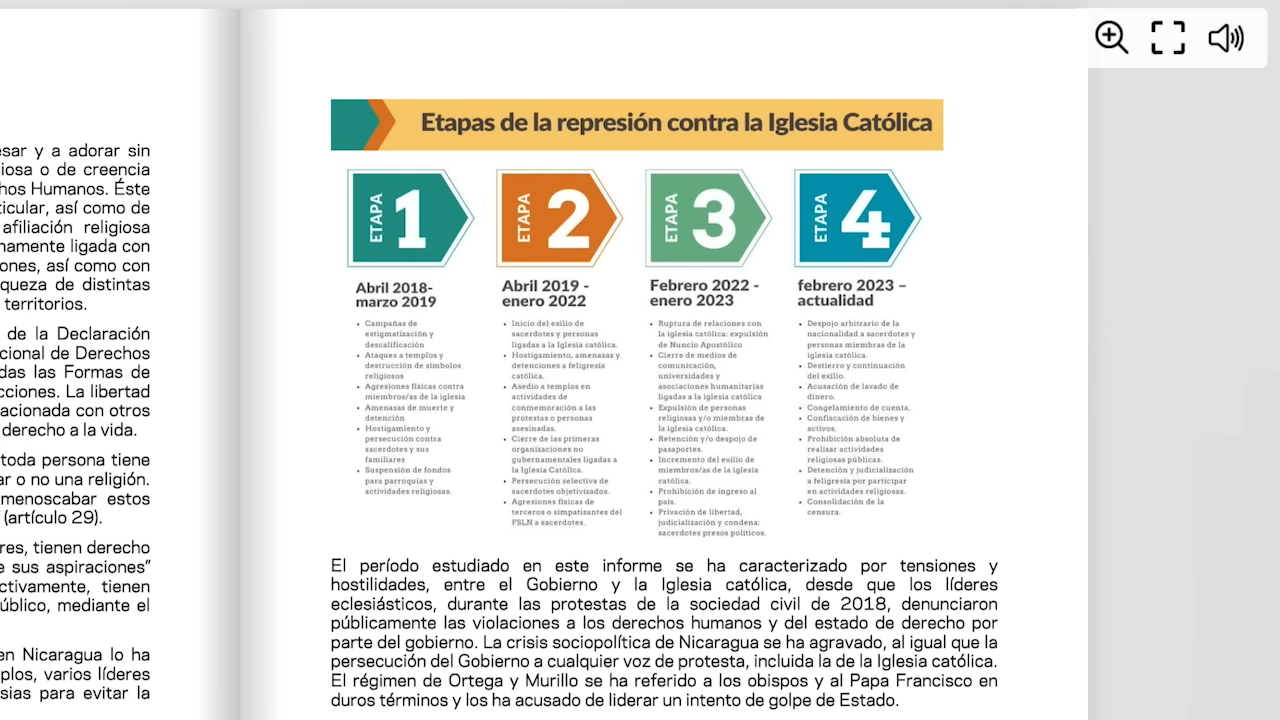 esar y a adorar sin
iosa o de creencia
hos Humanos. Éste
ticular, así como de
afiliación religiosa
namente ligada con
ones, así como con
queza de distintas
territorios.
de la Declaración
cional de Derechos
das las Formas de
cciones. La libertad
acionada con otros
derecho a la vida.
toda persona tiene
ar o no una religión.
menoscabar estos
(artículo 29).
res, tienen derecho
e sus aspiraciones”
ctivamente, tienen
úblico, mediante el
en Nicaragua lo ha
plos, varios líderes
sias para evitar la
Etapas de la represión contra la Iglesia Católica
ETAPA 1
Abril 2018-
marzo 2019
• Campañas de
estigmatización y
descalificación
• Ataques a templos y
destrucción de símbolos
religiosos
• Agresiones físicas contra
miembros/as de la iglesia
• Amenazas de muerte y
detención
• Hostigamiento y
persecución contra
sacerdotes y sus
familiares
• Suspensión de fondos
para parroquias y
actividades religiosas.
ETAPA 2
Abril 2019 -
enero 2022
• Inicio del exilio de
sacerdotes y personas
ligadas a la Iglesia católica.
• Hostigamiento, amenazas y
detenciones a feligresía
católica.
• Asedio a templos en
actividades de
conmemoración a las
protestas o personas
asesinadas.
• Cierre de las primeras
organizaciones no
gubernamentales ligadas a
la Iglesia Católica.
• Persecución selectiva de
sacerdotes objetivizados.
• Agresiones físicas de
terceros o simpatizantes del
FSLN a sacerdotes.
ETAPA 3
Febrero 2022 -
enero 2023
• Ruptura de relaciones con
la iglesia católica: expulsión
de Nuncio Apostólico
• Cierre de medios de
comunicación,
universidades y
asociaciones humanitarias
ligadas a la iglesia católica
• Expulsión de personas
religiosas y/o miembras de
la iglesia católica.
• Retención y/o despojo de
pasaportes.
• Incremento del exilio de
miembros/as de la iglesia
católica.
• Prohibición de ingreso al
país.
• Privación de libertad,
judicialización y condena:
sacerdotes presos políticos.
ETAPA 4
febrero 2023 –
actualidad
• Despojo arbitrario de la
nacionalidad a sacerdotes y
personas miembras de la
iglesia católica.
• Destierro y continuación
del exilio.
• Acusación de lavado de
dinero.
• Congelamiento de cuenta.
• Confiscación de bienes y
activos.
• Prohibición absoluta de
realizar actividades
religiosas públicas.
• Detención y judicialización
a feligresía por participar
en actividades religiosas.
• Consolidación de la
censura.
El período estudiado en este informe se ha caracterizado por tensiones y
hostilidades, entre el Gobierno y la Iglesia católica, desde que los líderes
eclesiásticos, durante las protestas de la sociedad civil de 2018, denunciaron
públicamente las violaciones a los derechos humanos y del estado de derecho por
parte del gobierno. La crisis sociopolítica de Nicaragua se ha agravado, al igual que la
persecución del Gobierno a cualquier voz de protesta, incluida la de la Iglesia católica.
El régimen de Ortega y Murillo se ha referido a los obispos y al Papa Francisco en
duros términos y los ha acusado de liderar un intento de golpe de Estado.